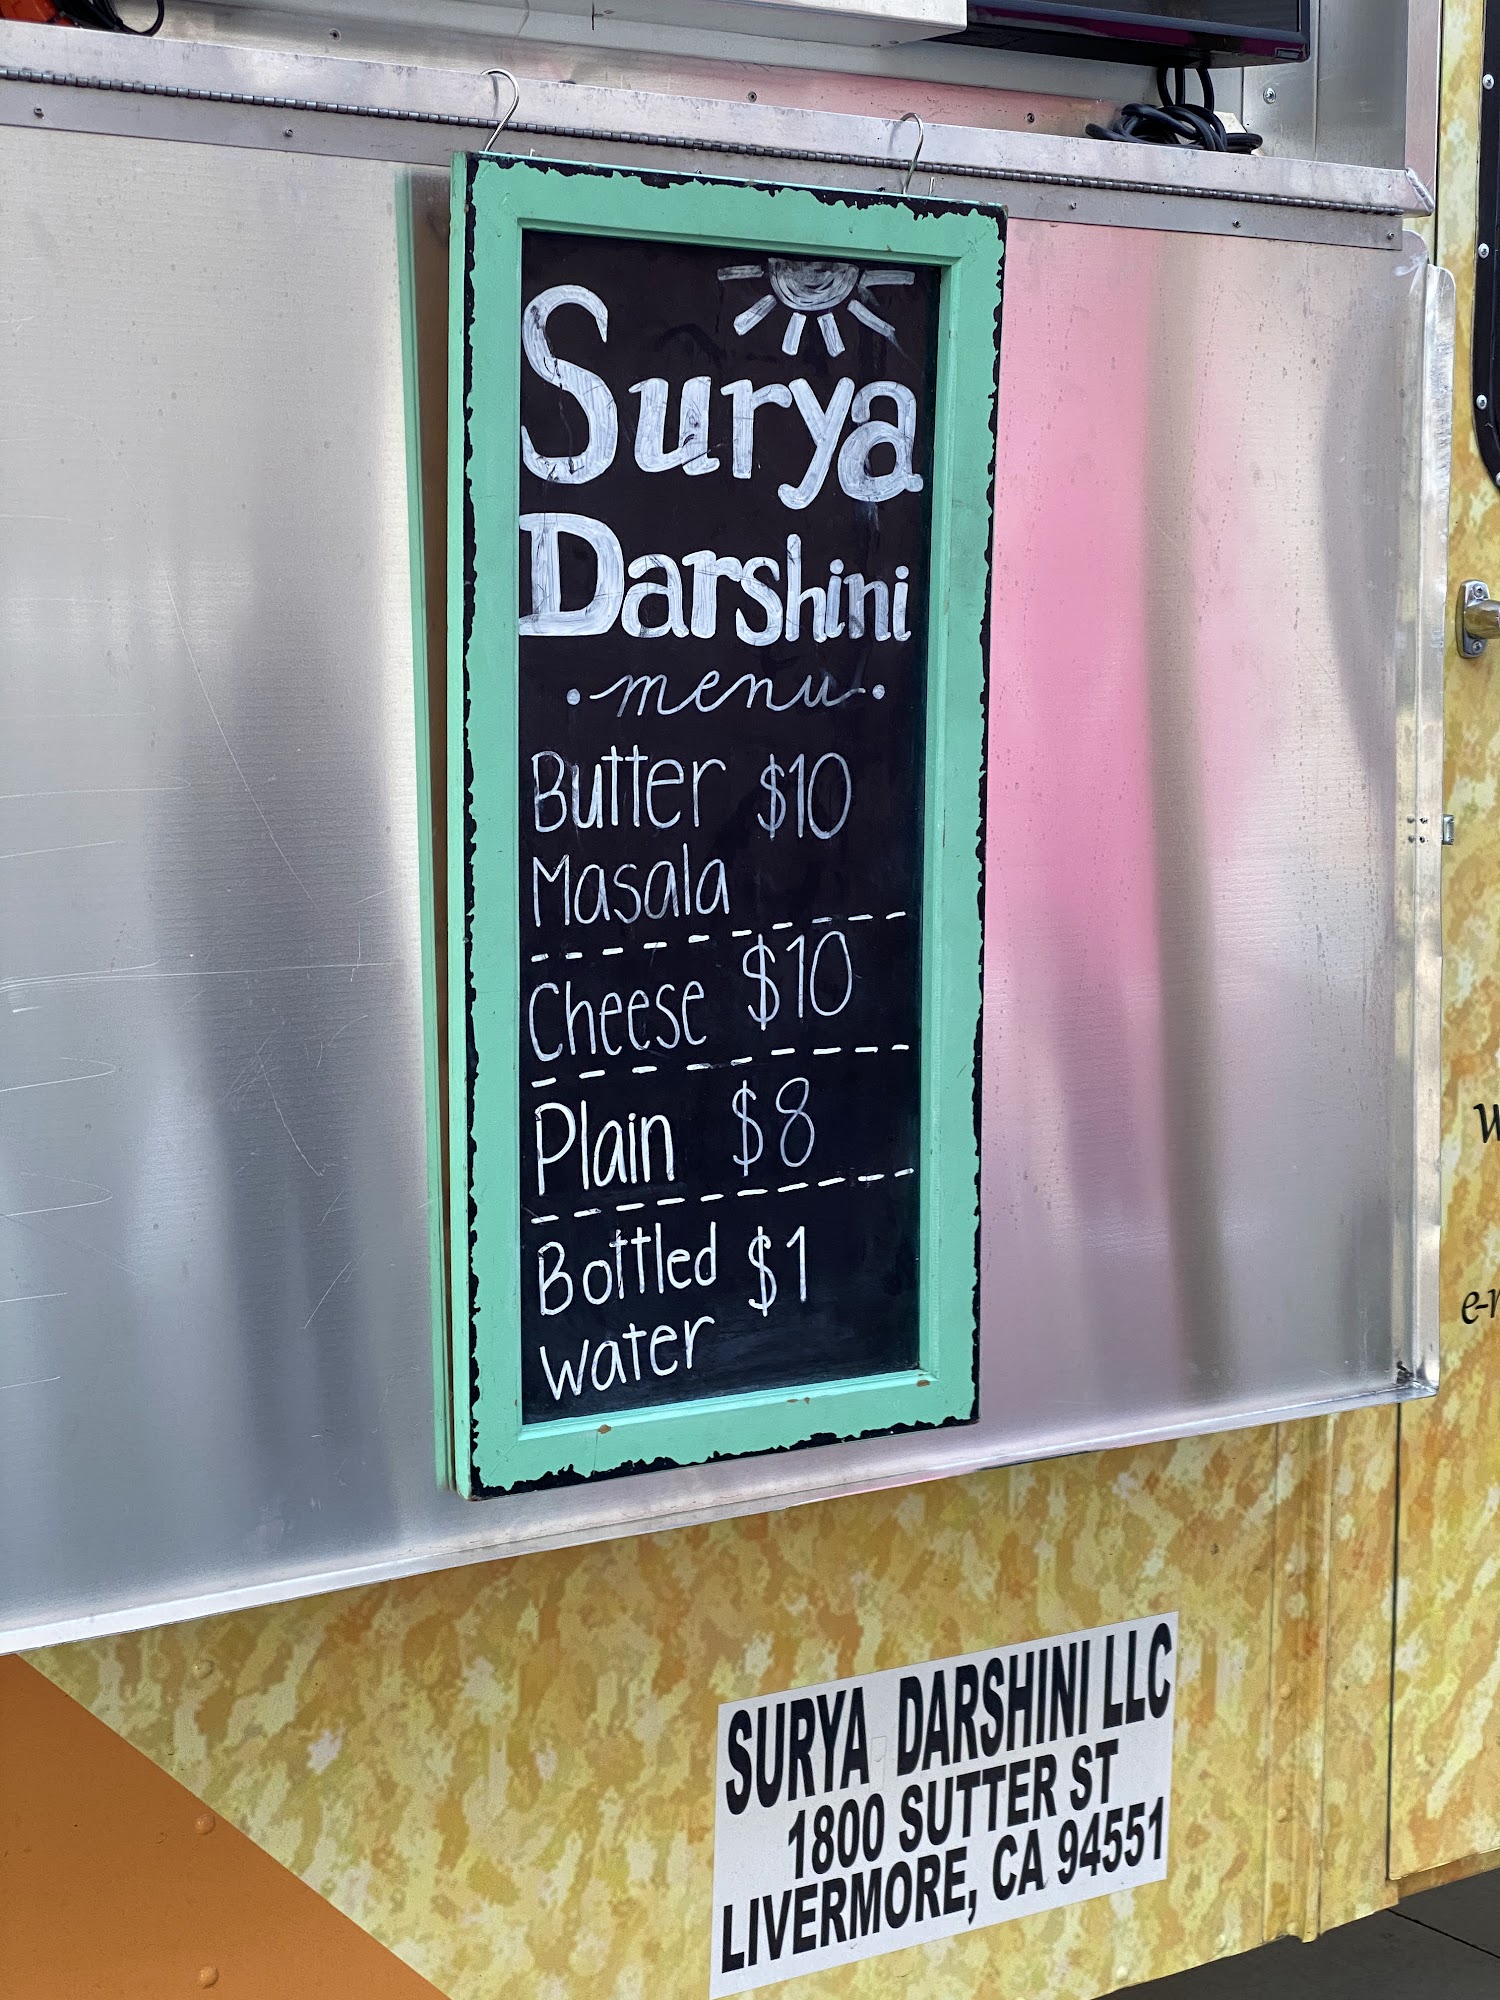 Surya
Darshini
• menu •
Butter $10
Masala
Cheese $10
Plain $8
Bottled $1
water
SURYA DARSHINI LLC
1800 SUTTER ST
LIVERMORE, CA 94551